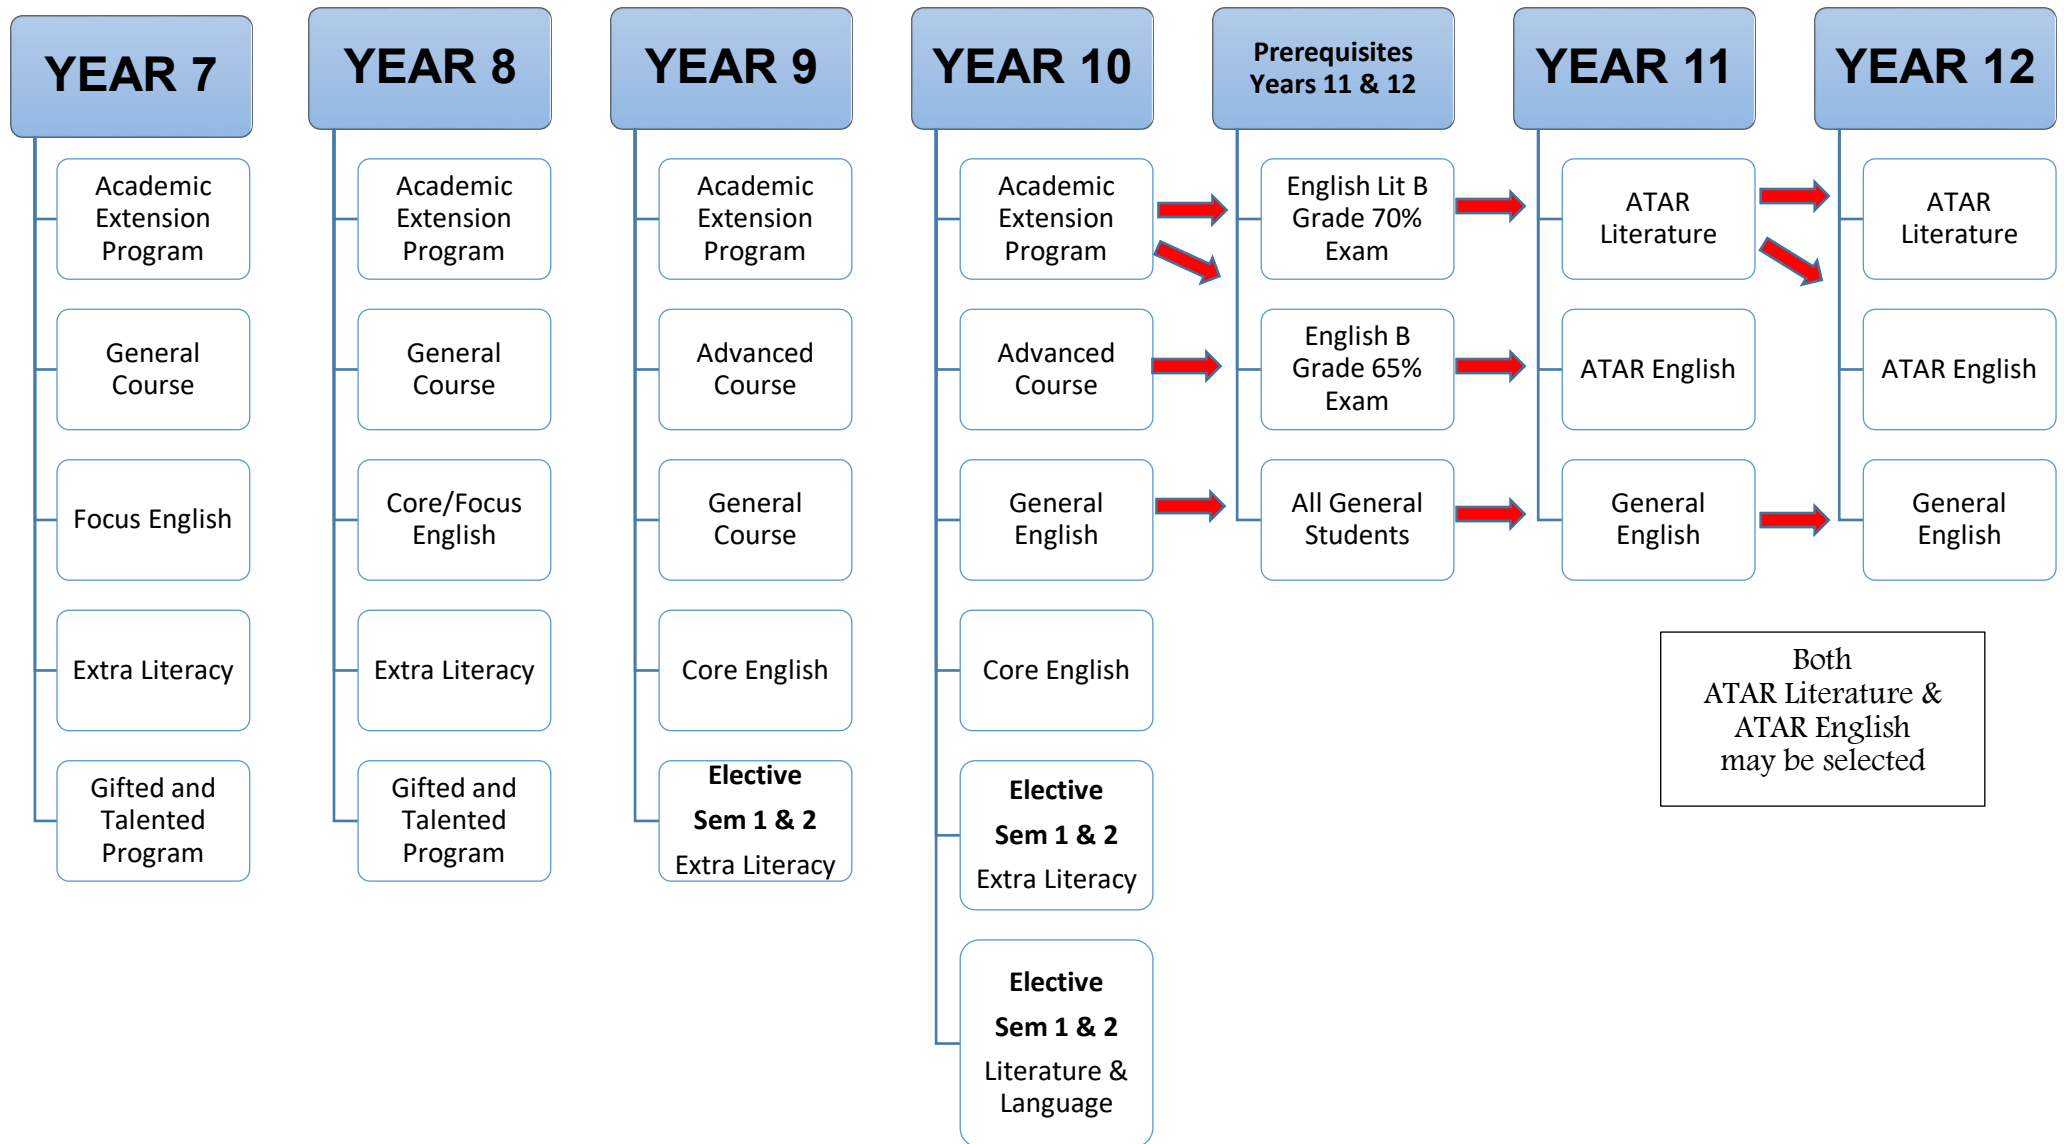 YEAR 7
Academic
Extension
Program
General
Course
Focus English
Extra Literacy
Gifted and
Talented
Program
YEAR 8
Academic
Extension
Program
General
Course
Core/Focus
English
Extra Literacy
Gifted and
Talented
Program
YEAR 9
Academic
Extension
Program
Advanced
Course
General
Course
Core English
Elective
Sem 1 & 2
Extra Literacy
YEAR 10
Academic
Extension
Program
Advanced
Course
General
English
Core English
Elective
Sem 1 & 2
Extra Literacy
Elective
Sem 1 & 2
Literature &
Language
Prerequisites
Years 11 & 12
English Lit B
Grade 70%
Exam
English B
Grade 65%
Exam
All General
Students
YEAR 11
ATAR
Literature
ATAR English
General
English
YEAR 12
ATAR
Literature
ATAR English
General
English
Both
ATAR Literature &
ATAR English
may be selected